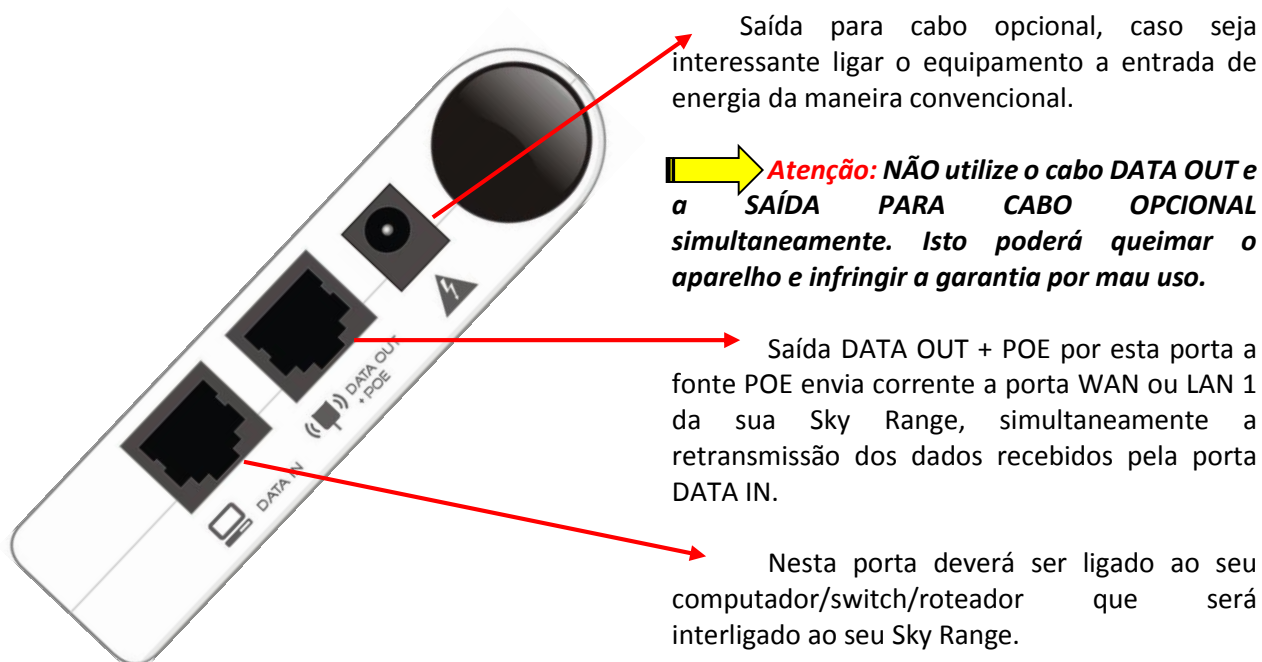 Saída para cabo opcional, caso seja
interessante ligar o equipamento a entrada de
energia da maneira convencional.
Atenção: NÃO utilize o cabo DATA OUT e
a SAÍDA PARA CABO OPCIONAL
simultaneamente. Isto poderá queimar o
aparelho e infringir a garantia por mau uso.
Saída DATA OUT + POE por esta porta a
fonte POE envia corrente a porta WAN ou LAN 1
da sua Sky Range, simultaneamente a
retransmissão dos dados recebidos pela porta
DATA IN.
Nesta porta deverá ser ligado ao seu
computador/switch/roteador que será
interligado ao seu Sky Range.
DATA OUT
+ POE
DATA IN